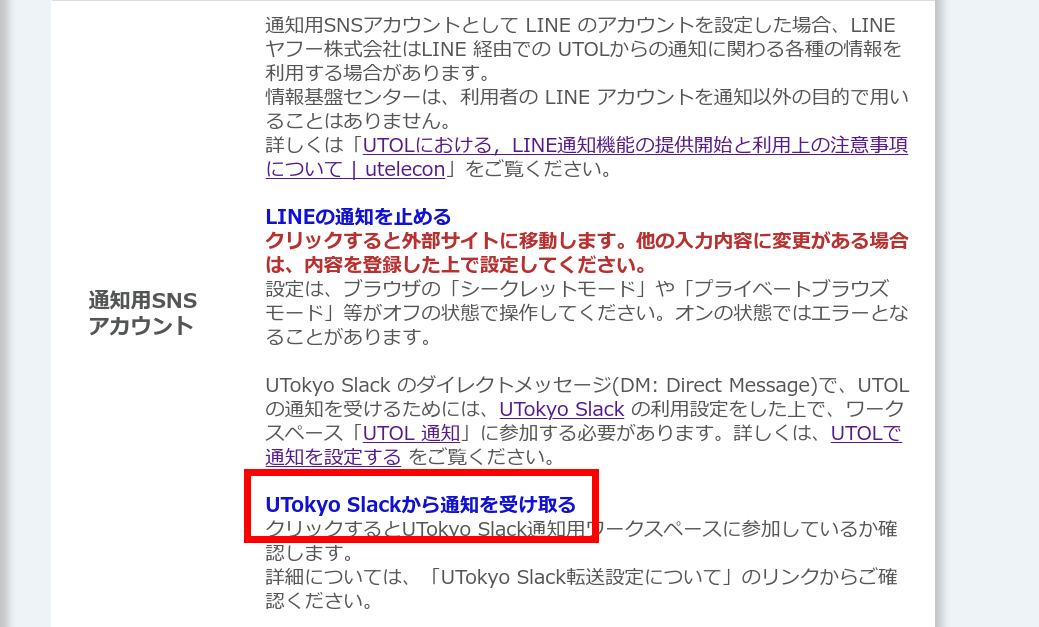 通知用SNSアカウントとして LINE のアカウントを設定した場合、LINE
ヤフー株式会社はLINE 経由での UTOLからの通知に関わる各種の情報を
利用する場合があります。
情報基盤センターは、利用者の LINE アカウントを通知以外の目的で用い
ることはありません。
詳しくは「UTOLにおける，LINE通知機能の提供開始と利用上の注意事項
について | utelecon」をご覧ください。
LINEの通知を止める
クリックすると外部サイトに移動します。他の入力内容に変更がある場合
は、内容を登録した上で設定してください。
設定は、ブラウザの「シークレットモード」や「プライベートブラウズ
モード」等がオフの状態で操作してください。オンの状態ではエラーとな
ることがあります。
通知用SNS
アカウント
UTokyo Slack のダイレクトメッセージ(DM: Direct Message)で、UTOL
の通知を受けるためには、UTokyo Slack の利用設定をした上で、ワーク
スペース「UTOL 通知」に参加する必要があります。詳しくは、UTOLで
通知を設定する をご覧ください。
UTokyo Slackから通知を受け取る
クリックするとUTokyo Slack通知用ワークスペースに参加しているか確
認します。
詳細については、「UTokyo Slack転送設定について」のリンクからご確
認ください。